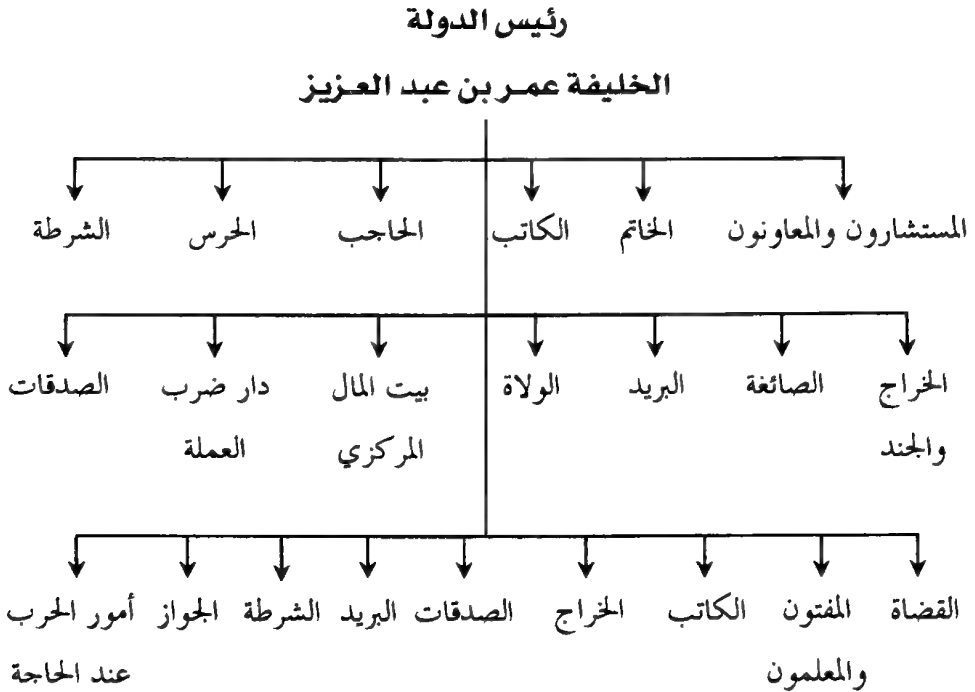 رئيس الدولة
الخليفة عمر بن عبد العزيز
المستشارون والمعاونون الخاتم الكاتب الحاجب الحرس الشرطة
الخراج الصائغة البريد الولاة بيت المال دار ضرب الصدقات
والجند المركزي العملة
القضاة المفتون الكاتب الخراج الصدقات البريد الشرطة الجواز أمور الحرب
والمعلمون عند الحاجة